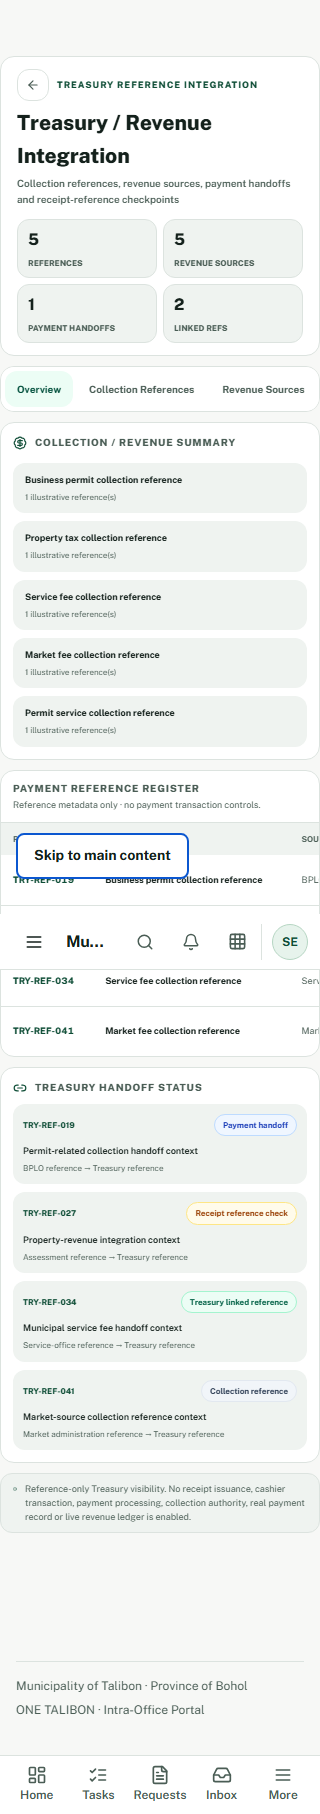 TREASURY REFERENCE INTEGRATION
Treasury / Revenue
Integration
Collection references, revenue sources, payment handoffs
and receipt-reference checkpoints
5
REFERENCES
5
REVENUE SOURCES
1
PAYMENT HANDOFFS
2
LINKED REFS
Overview Collection References Revenue Sources
COLLECTION / REVENUE SUMMARY
Business permit collection reference
1 illustrative reference(s)
Property tax collection reference
1 illustrative reference(s)
Service fee collection reference
1 illustrative reference(s)
Market fee collection reference
1 illustrative reference(s)
Permit service collection reference
1 illustrative reference(s)
PAYMENT REFERENCE REGISTER
Reference metadata only · no payment transaction controls.
SOU
Skip to main content
TRY-REF-019 Business permit collection reference BPL
Mu...
SE
TRY-REF-034 Service fee collection reference Serv
TRY-REF-041 Market fee collection reference Mar
TREASURY HANDOFF STATUS
TRY-REF-019 Payment handoff
Permit-related collection handoff context
BPLO reference → Treasury reference
TRY-REF-027 Receipt reference check
Property-revenue integration context
Assessment reference → Treasury reference
TRY-REF-034 Treasury linked reference
Municipal service fee handoff context
Service-office reference → Treasury reference
TRY-REF-041 Collection reference
Market-source collection reference context
Market administration reference → Treasury reference
Reference-only Treasury visibility. No receipt issuance, cashier
transaction, payment processing, collection authority, real payment
record or live revenue ledger is enabled.
Municipality of Talibon · Province of Bohol
ONE TALIBON · Intra-Office Portal
Home Tasks Requests Inbox More